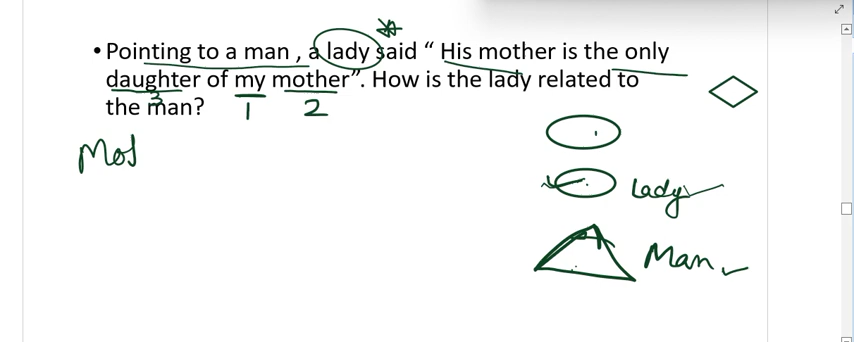 • Pointing to a man , a lady said “ His mother is the only
daughter of my mother”. How is the lady related to
the man?
3 1 2
Mot
Lady
Man